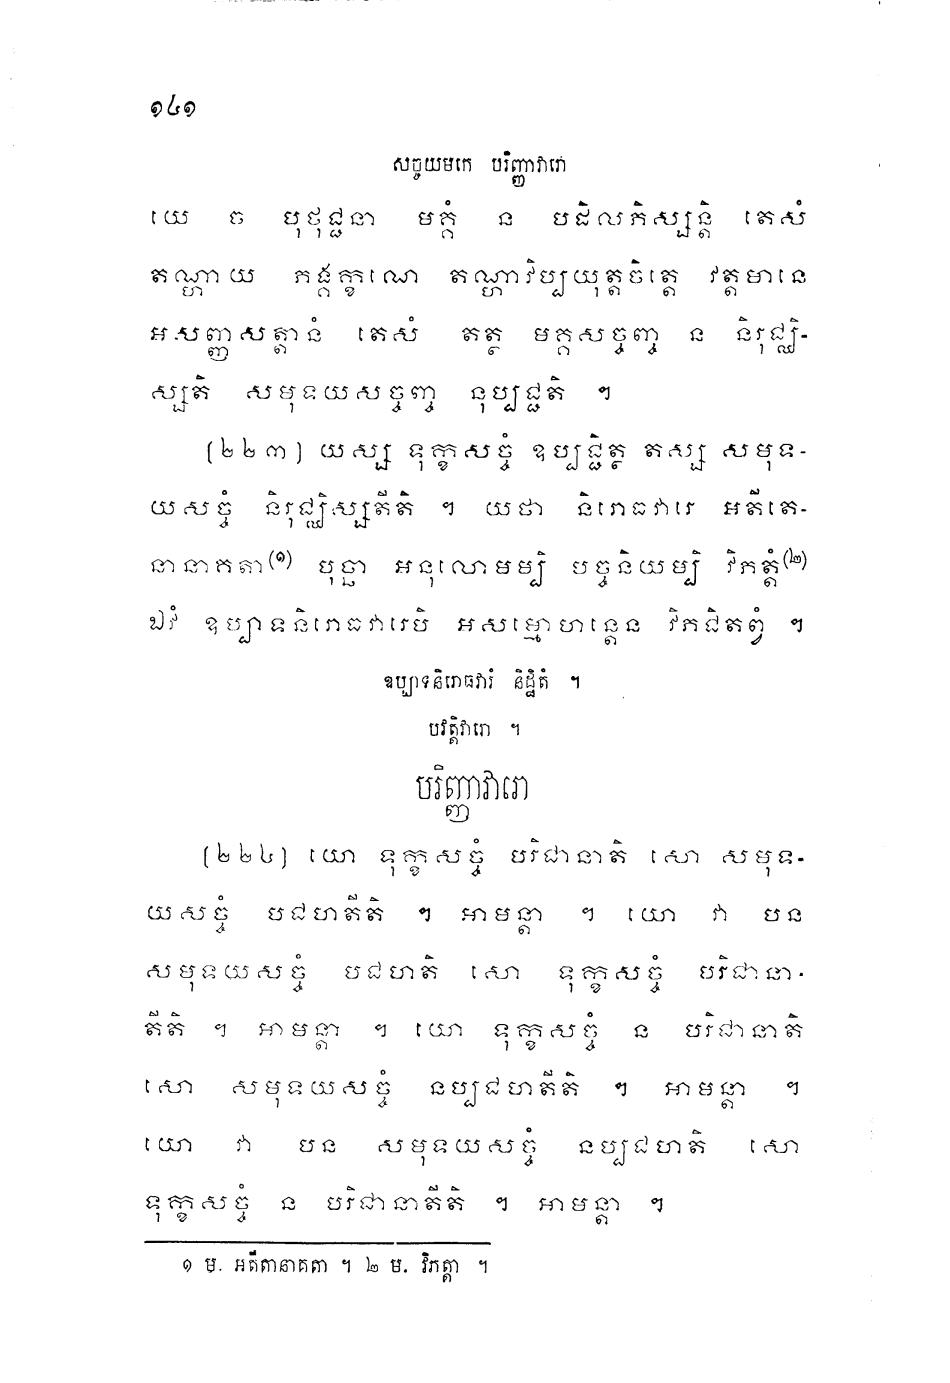 ១៤១
សច្ចយមកេ បរិញ្ញាវារោ
យេ ច បុថុជ្ជនា មគ្គំ ន បដិលភិស្សន្តិ តេសំ
តណ្ហាយ ភង្គក្ខណេ តណ្ហាវិប្បយុត្តចិត្តេ វត្តមានេ
អសញ្ញសត្តានំ តេសំ តត្ថ មគ្គសច្ចញ្ច ន និរុជ្ឈិ-
ស្សតិ សមុទយសច្ចញ្ច នុប្បជ្ជតិ ។
(២២៣) យស្ស ទុក្ខសច្ចំ ឧប្បជ្ជិត្ថ តស្ស សមុទ-
យសច្ចំ និរុជ្ឈិស្សតីតិ ។ យថា និរោធវារេ អតីតេ-
នានាគតា(១) បុច្ឆា អនុលោមម្បិ បច្ចនិយម្បិ វិភត្តំ(២)
ឯវំ ឧប្បាទនិរោធវារេបិ អសម្មោហន្តេន វិភជិតព្វំ ។
ឧប្បាទនិរោធវារំ និដ្ឋិតំ ។
បវត្តិវារោ ។
បរិញ្ញាវារោ
(២២៤) យោ ទុក្ខសច្ចំ បរិជានាតិ សោ សមុទ-
យសច្ចំ បជហតីតិ ។ អាមន្តា ។ យោ វា បន
សមុទយសច្ចំ បជហតិ សោ ទុក្ខសច្ចំ បរិជានា-
តីតិ ។ អាមន្តា ។ យោ ទុក្ខសច្ចំ ន បរិជានាតិ
សោ សមុទយសច្ចំ នប្បជហតីតិ ។ អាមន្តា ។
យោ វា បន សមុទយសច្ចំ នប្បជហតិ សោ
ទុក្ខសច្ចំ ន បរិជានាតីតិ ។ អាមន្តា ។
១ ម. អតីតានាគតា ។ ២ ម. វិភត្តា ។